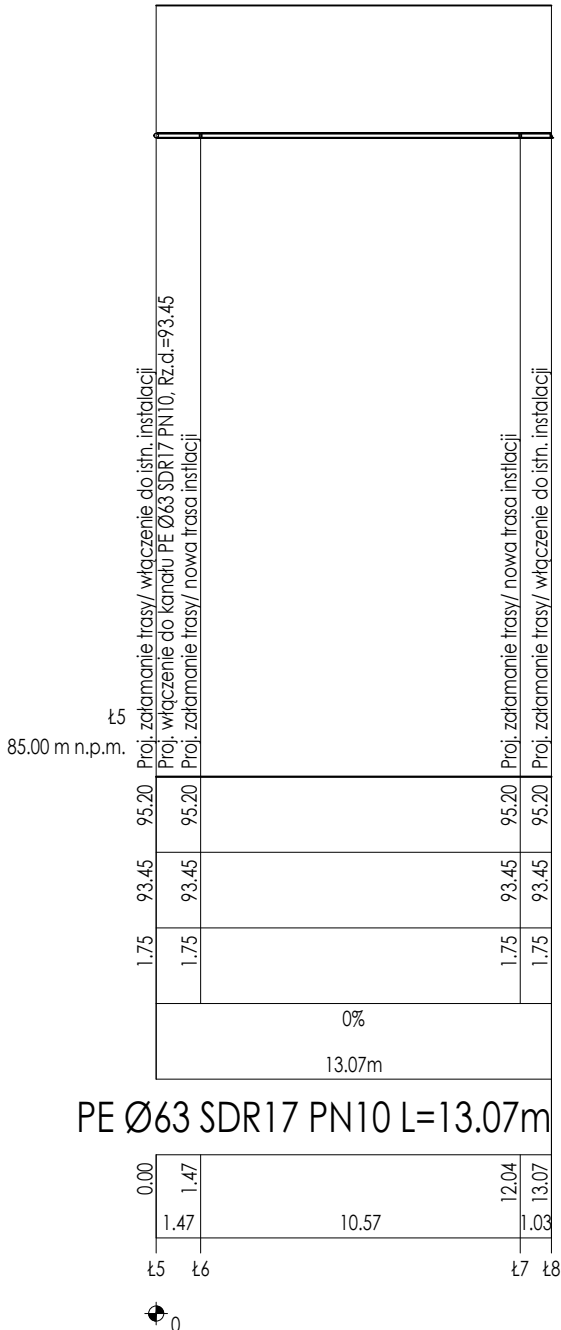 Proj. załamanie trasy/ włączenie do istn. instalacji
Proj. włączenie do kanału PE Ø63 SDR17 PN10, Rz.d.=93.45
Proj. załamanie trasy/ nowa trasa instlacji
Proj. załamanie trasy/ nowa trasa instlacji
Proj. załamanie trasy/ włączenie do istn. instalacji
Ł5
85.00 m n.p.m.
95.20 95.20 95.20 95.20
93.45 93.45 93.45 93.45
1.75 1.75 1.75 1.75
0%
13.07m
PE Ø63 SDR17 PN10 L=13.07m
0.00 1.47 12.04 13.07
1.47 10.57 1.03
Ł5 Ł6 Ł7 Ł8
0